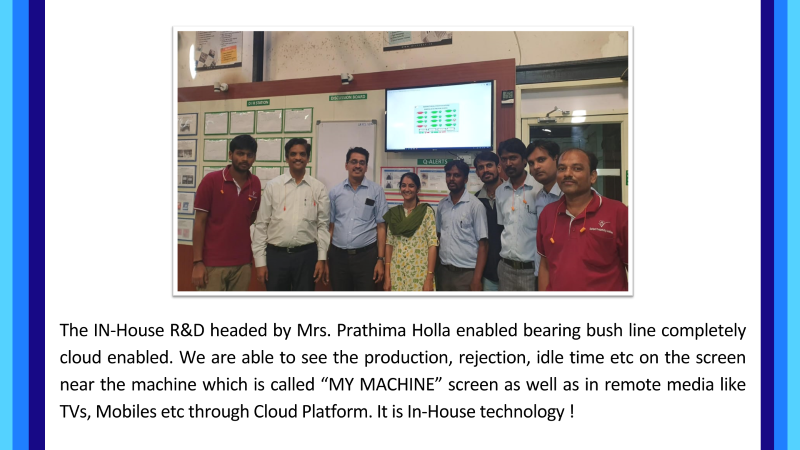 Q-ALERTS
The IN-House R&D headed by Mrs. Prathima Holla enabled bearing bush line completely
cloud enabled. We are able to see the production, rejection, idle time etc on the screen
near the machine which is called “MY MACHINE” screen as well as in remote media like
TVs, Mobiles etc through Cloud Platform. It is In-House technology !